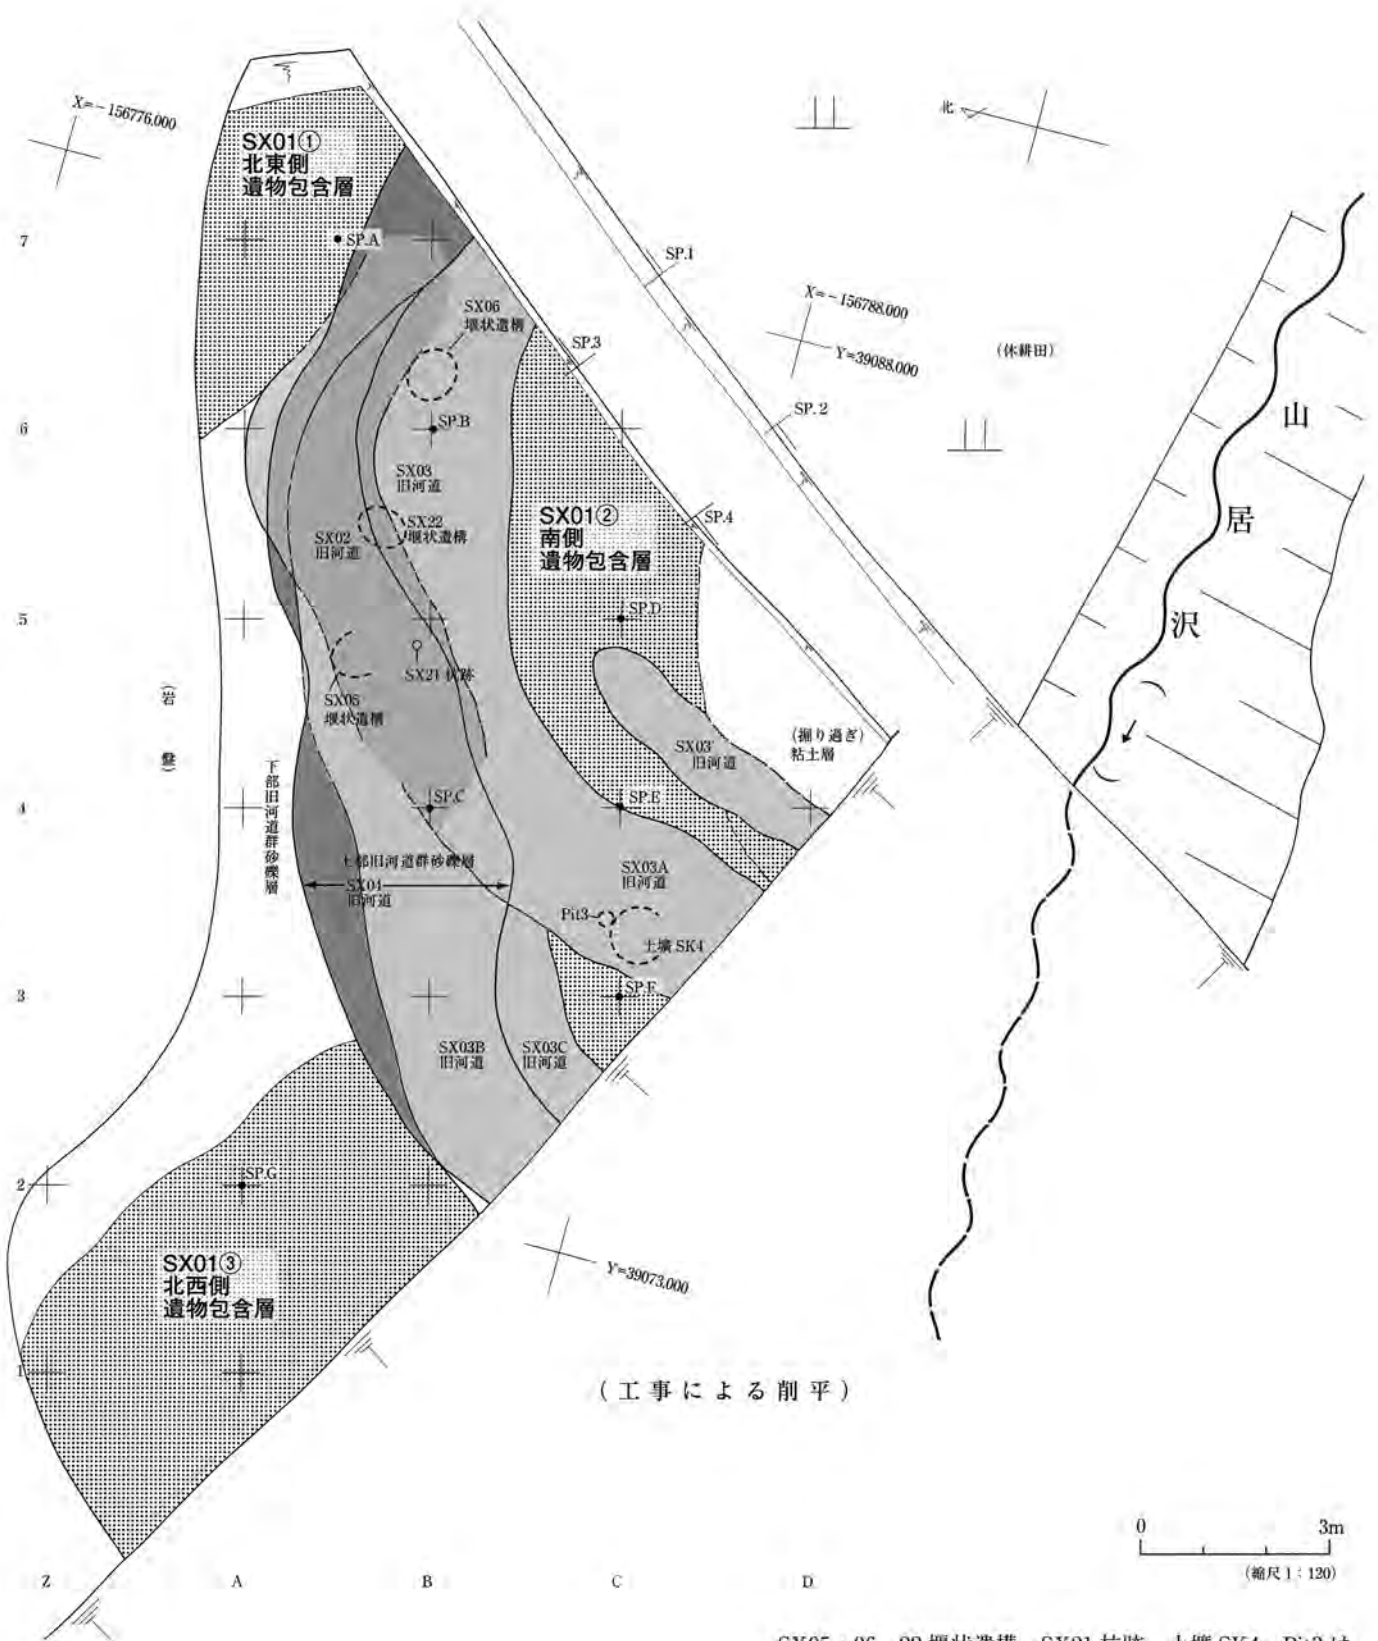 X=－156776.000
北
SX01①
北東側
遺物包含層
7
SP.A
SP.1
SX06
堰状遺構
X=－156788.000
Y=39088.000
(休耕田)
SP.3
SP.2
山
居
沢
6
SP.B
SX03
旧河道
SX01②
南側
遺物包含層
SP.4
SX22
堰状遺構
SX02
旧河道
5
SP.D
SX21 杭跡
SX05
堰状遺構
(岩盤)
(掘り過ぎ)
粘土層
SX03
旧河道
下部旧河道群砂礫層
4
SP.C
SP.E
上部旧河道群砂礫層
旧河道
SX03A
旧河道
Pit3
土壙 SK4
3
SP.F
SX03B
旧河道
SX03C
旧河道
2
SP.G
SX01③
北西側
遺物包含層
Y=39073.000
1
(工事による削平)
0 3m
(縮尺 1：120)
Z A B C D